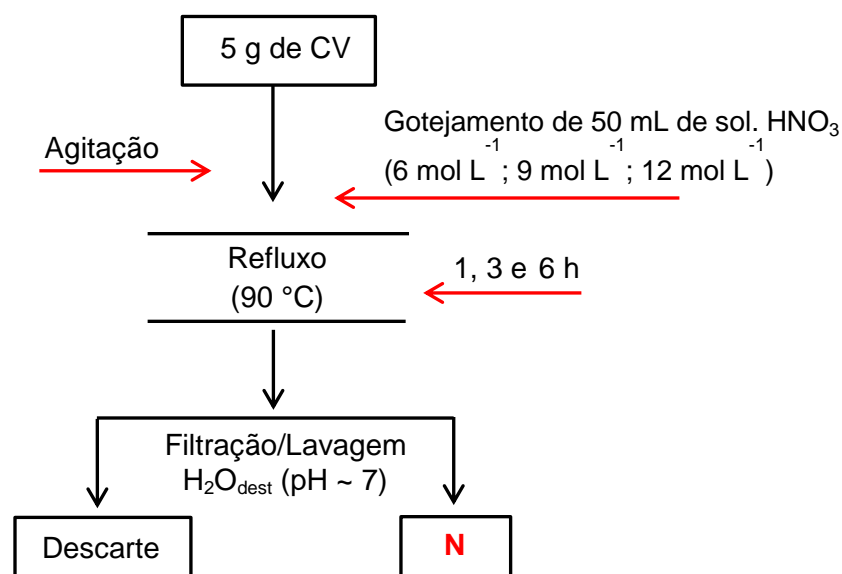 5 g de CV
Gotejamento de 50 mL de sol. HNO₃
Agitação
(6 mol L⁻¹; 9 mol L⁻¹; 12 mol L⁻¹)
Refluxo
(90 °C)
1, 3 e 6 h
Filtração/Lavagem
H₂O_dest (pH ~ 7)
Descarte
N